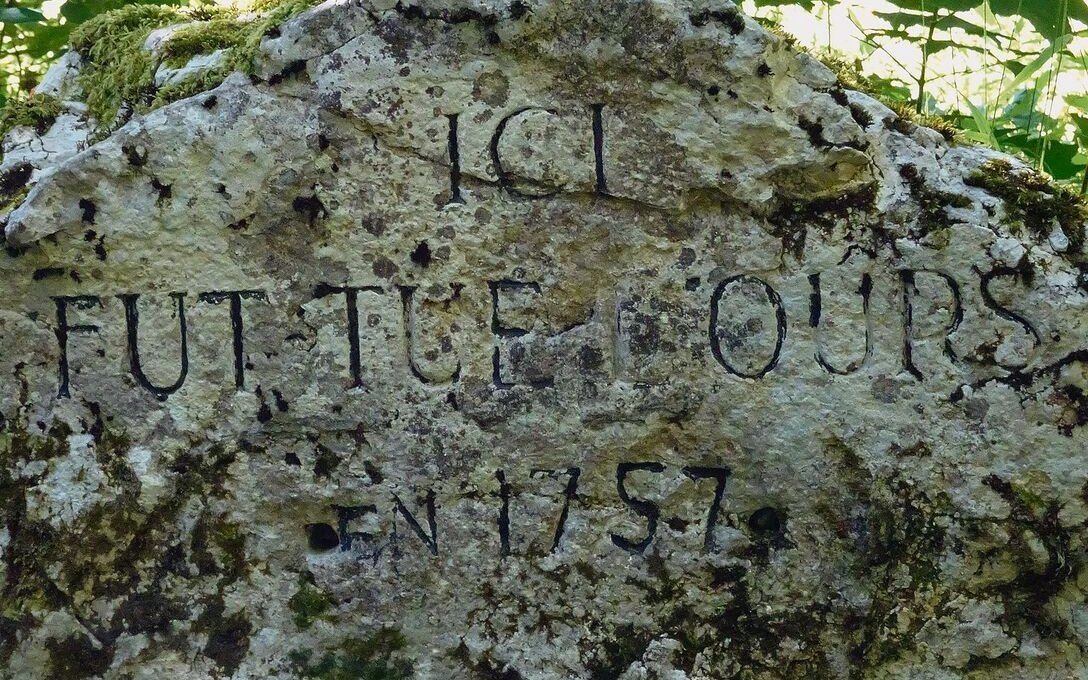 ICI
FUT TUE L'OURS
EN 1757